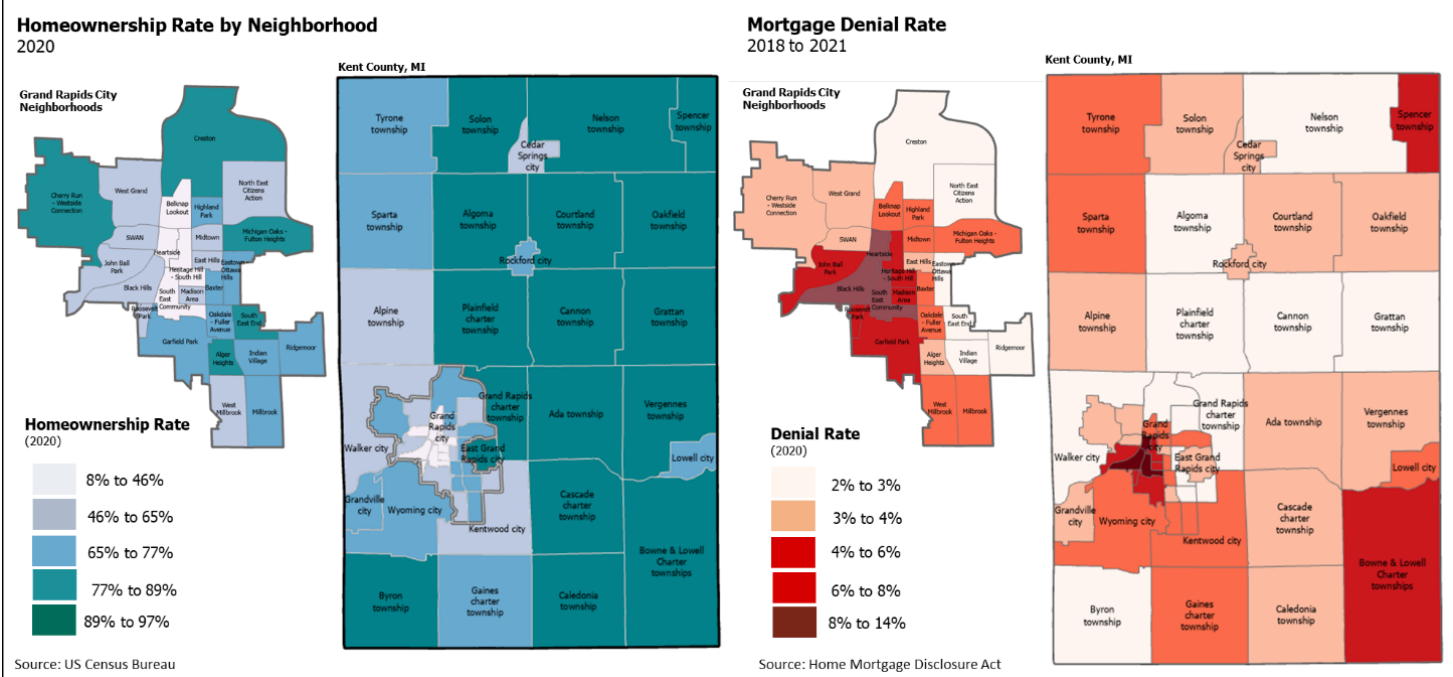 Homeownership Rate by Neighborhood
2020
Kent County, MI
Grand Rapids City
Neighborhoods
Creston
Cherry Run
- Westside
Connection
West Grand
North East
Citizens
Action
Belknap
Lookout
Highland
Park
SWAN
Midtown
Michigan Oaks -
Fulton Heights
Heartside
John Ball
Park
East Hills
Eastown
Ottawa
Hills
Heritage Hill
- South Hill
Black Hills
South
East
Community
Madison
Area
Baxter
Roosevelt
Park
Oakdale
- Fuller
Avenue
South
East End
Garfield Park
Alger
Heights
Indian
Village
Ridgemoor
West
Millbrook
Millbrook
Tyrone
township
Solon
township
Nelson
township
Spencer
township
Cedar
Springs
city
Sparta
township
Algoma
township
Courtland
township
Oakfield
township
Rockford city
Alpine
township
Plainfield
charter
township
Cannon
township
Grattan
township
Grand
Rapids
city
Grand Rapids
charter
township
Ada township
Vergennes
township
Walker city
East Grand
Rapids city
Lowell city
Grandville
city
Wyoming city
Kentwood city
Cascade
charter
township
Bowne & Lowell
Charter
townships
Byron
township
Gaines
charter
township
Caledonia
township
Homeownership Rate
(2020)
8% to 46%
46% to 65%
65% to 77%
77% to 89%
89% to 97%
Source: US Census Bureau
Mortgage Denial Rate
2018 to 2021
Kent County, MI
Grand Rapids City
Neighborhoods
Creston
Cherry Run
- Westside
Connection
West Grand
North East
Citizens
Action
Belknap
Lookout
Highland
Park
SWAN
Midtown
Michigan Oaks -
Fulton Heights
Heartside
John Ball
Park
East Hills
Eastown
Ottawa
Hills
Heritage Hill
- South Hill
Black Hills
South
East
Community
Madison
Area
Baxter
Roosevelt
Park
Oakdale
- Fuller
Avenue
South
East End
Garfield Park
Alger
Heights
Indian
Village
Ridgemoor
West
Millbrook
Millbrook
Tyrone
township
Solon
township
Nelson
township
Spencer
township
Cedar
Springs
city
Sparta
township
Algoma
township
Courtland
township
Oakfield
township
Rockford city
Alpine
township
Plainfield
charter
township
Cannon
township
Grattan
township
Grand
Rapids
city
Grand Rapids
charter
township
Ada township
Vergennes
township
Walker city
East Grand
Rapids city
Lowell city
Grandville
city
Wyoming city
Kentwood city
Cascade
charter
township
Bowne & Lowell
Charter
townships
Byron
township
Gaines
charter
township
Caledonia
township
Denial Rate
(2020)
2% to 3%
3% to 4%
4% to 6%
6% to 8%
8% to 14%
Source: Home Mortgage Disclosure Act